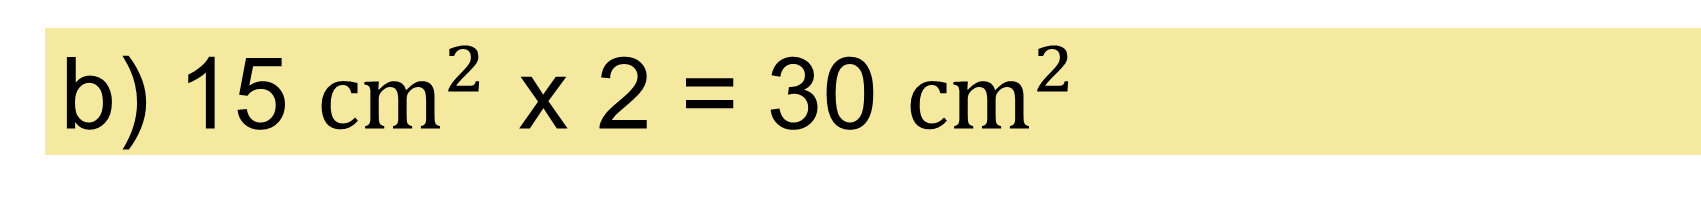 b) 15 cm² x 2 = 30 cm²